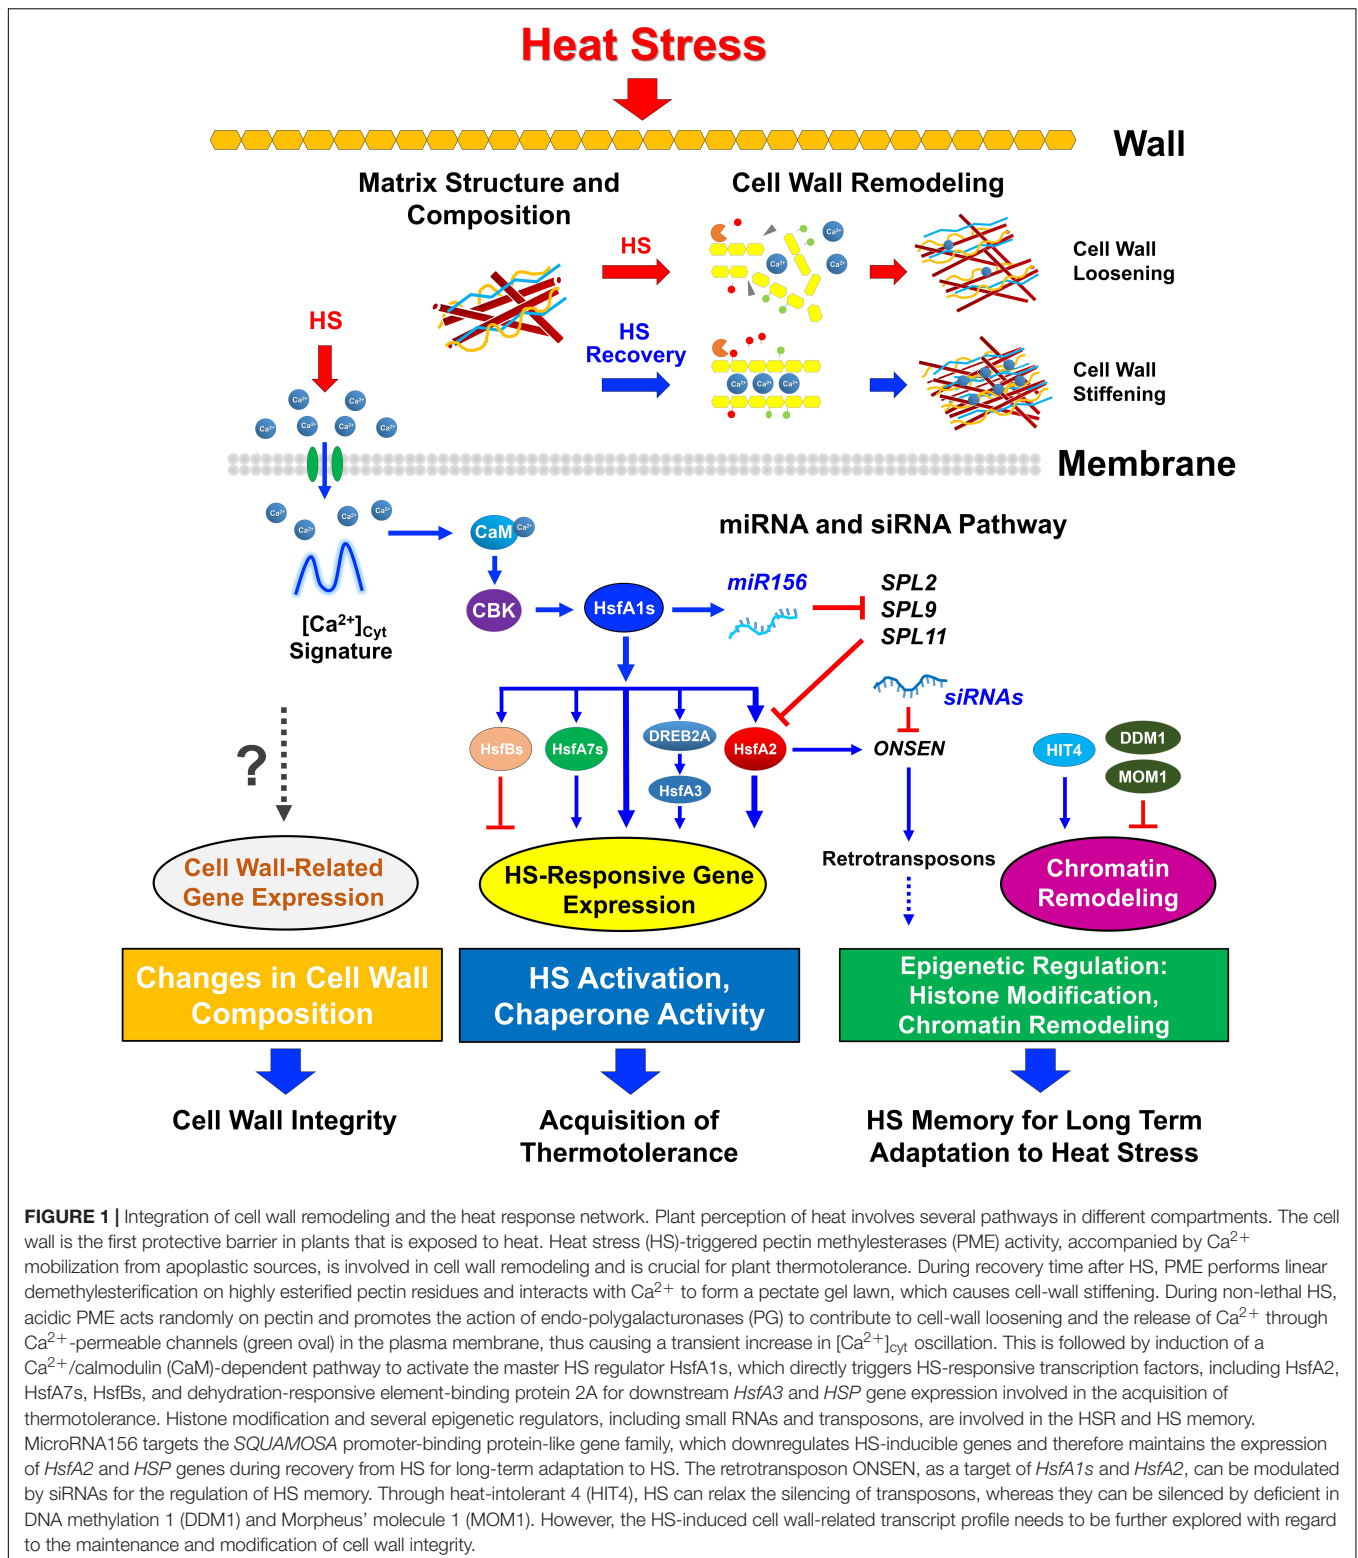 Heat Stress
Wall
Matrix Structure and
Composition
Cell Wall Remodeling
HS
Ca2+
Ca2+
Ca2+
Cell Wall
Loosening
HS
HS
Recovery
Ca2+ Ca2+ Ca2+
Cell Wall
Stiffening
Ca2+ Ca2+
Ca2+ Ca2+ Ca2+ Ca2+
Membrane
Ca2+ Ca2+ Ca2+ Ca2+
CaM Ca2+
miRNA and siRNA Pathway
[Ca2+]Cyt
Signature
CBK
HsfA1s
miR156
SPL2
SPL9
SPL11
siRNAs
?
HsfBs
HsfA7s
DREB2A
HsfA3
HsfA2
ONSEN
HIT4
DDM1
MOM1
Retrotransposons
Cell Wall-Related
Gene Expression
HS-Responsive Gene
Expression
Chromatin
Remodeling
Changes in Cell Wall
Composition
HS Activation,
Chaperone Activity
Epigenetic Regulation:
Histone Modification,
Chromatin Remodeling
Cell Wall Integrity
Acquisition of
Thermotolerance
HS Memory for Long Term
Adaptation to Heat Stress
FIGURE 1 | Integration of cell wall remodeling and the heat response network. Plant perception of heat involves several pathways in different compartments. The cell
wall is the first protective barrier in plants that is exposed to heat. Heat stress (HS)-triggered pectin methylesterases (PME) activity, accompanied by Ca2+
mobilization from apoplastic sources, is involved in cell wall remodeling and is crucial for plant thermotolerance. During recovery time after HS, PME performs linear
demethylesterification on highly esterified pectin residues and interacts with Ca2+ to form a pectate gel lawn, which causes cell-wall stiffening. During non-lethal HS,
acidic PME acts randomly on pectin and promotes the action of endo-polygalacturonases (PG) to contribute to cell-wall loosening and the release of Ca2+ through
Ca2+-permeable channels (green oval) in the plasma membrane, thus causing a transient increase in [Ca2+]cyt oscillation. This is followed by induction of a
Ca2+/calmodulin (CaM)-dependent pathway to activate the master HS regulator HsfA1s, which directly triggers HS-responsive transcription factors, including HsfA2,
HsfA7s, HsfBs, and dehydration-responsive element-binding protein 2A for downstream HsfA3 and HSP gene expression involved in the acquisition of
thermotolerance. Histone modification and several epigenetic regulators, including small RNAs and transposons, are involved in the HSR and HS memory.
MicroRNA156 targets the SQUAMOSA promoter-binding protein-like gene family, which downregulates HS-inducible genes and therefore maintains the expression
of HsfA2 and HSP genes during recovery from HS for long-term adaptation to HS. The retrotransposon ONSEN, as a target of HsfA1s and HsfA2, can be modulated
by siRNAs for the regulation of HS memory. Through heat-intolerant 4 (HIT4), HS can relax the silencing of transposons, whereas they can be silenced by deficient in
DNA methylation 1 (DDM1) and Morpheus' molecule 1 (MOM1). However, the HS-induced cell wall-related transcript profile needs to be further explored with regard
to the maintenance and modification of cell wall integrity.